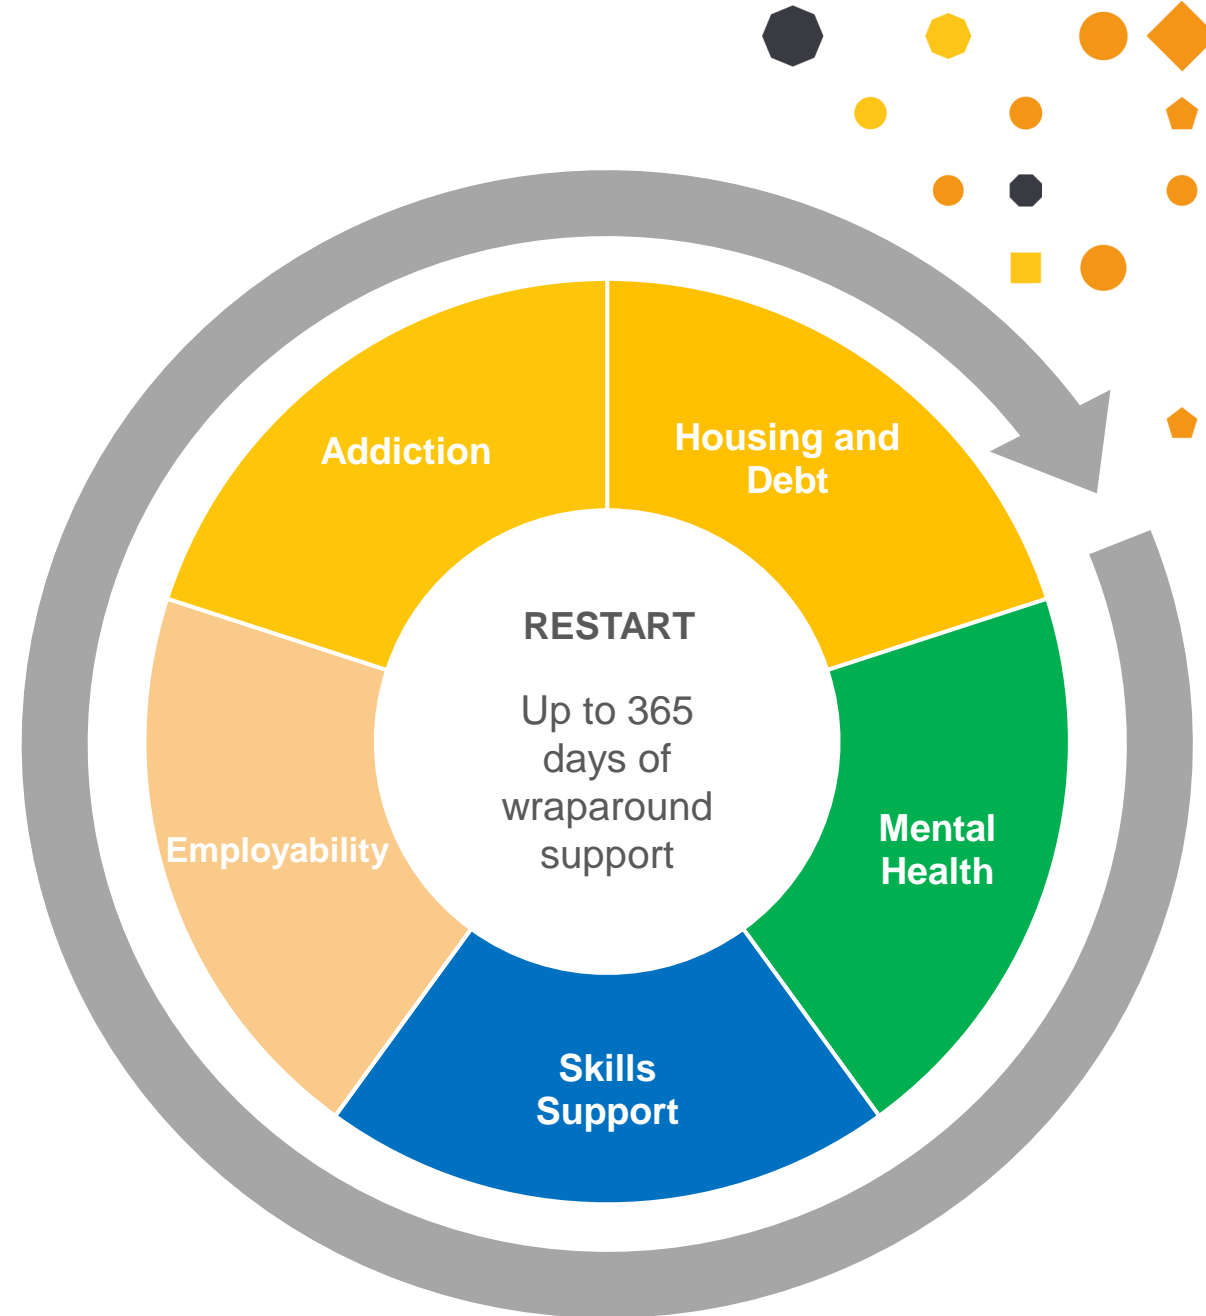 Addiction
Housing and
Debt
RESTART
Up to 365
days of
wraparound
support
Employability
Mental
Health
Skills
Support